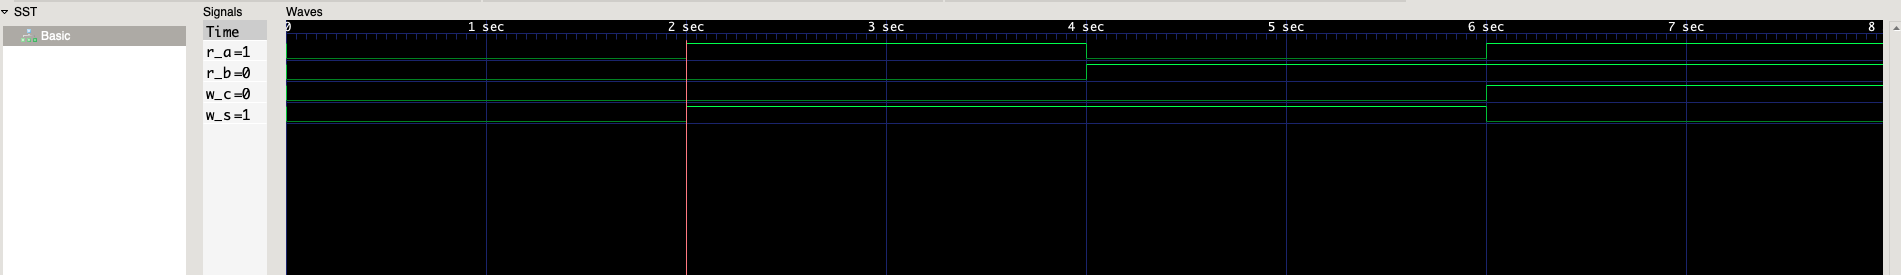 SST
Signals
Waves
Basic
Time
0 1 sec 2 sec 3 sec 4 sec 5 sec 6 sec 7 sec 8
r_a=1
r_b=0
w_c=0
w_s=1